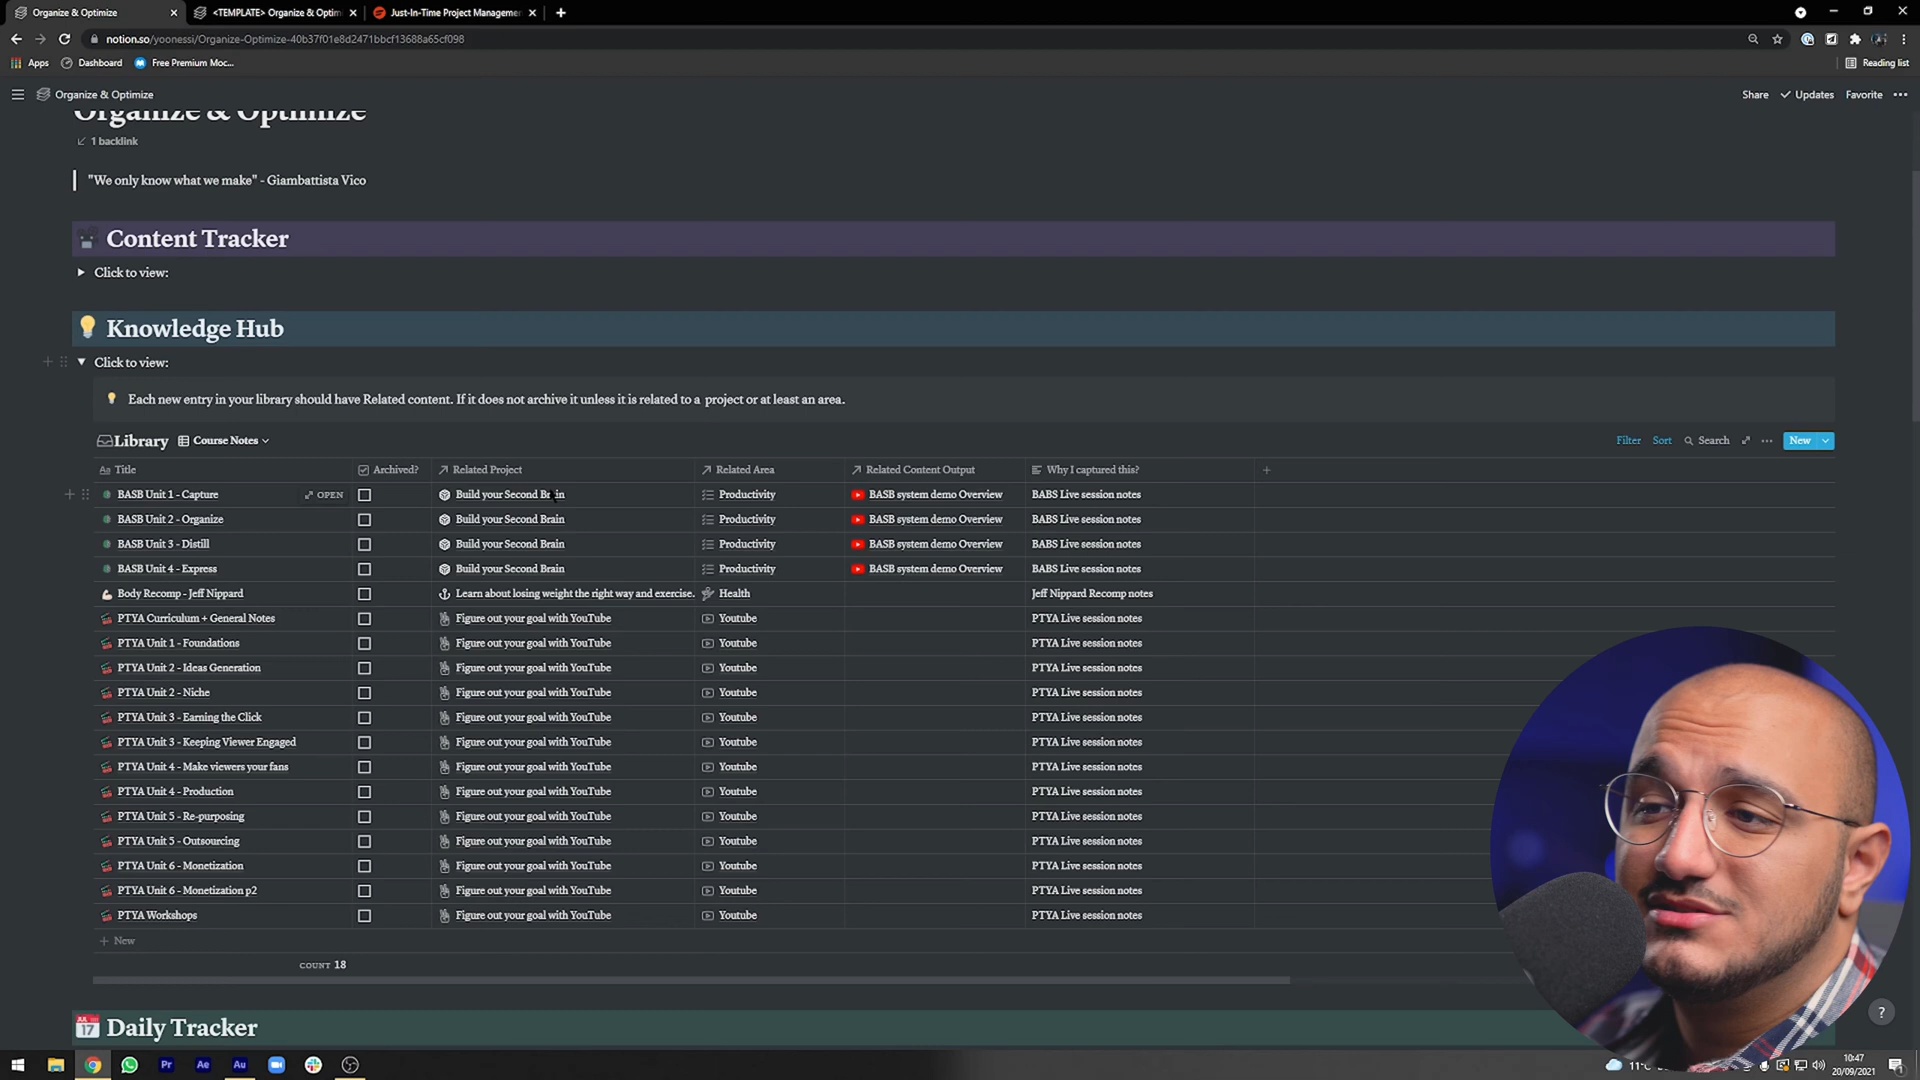 Organize & Optimize
<TEMPLATE> Organize & Optim
Just-In-Time Project Managemen
notion.so/yoonessi/Organize-Optimize-40b37f01e8d2471bbcf13688a65cf098
Apps Dashboard Free Premium Moc... Reading list
Organize & Optimize Share Updates Favorite
Organize & Optimize
1 backlink
"We only know what we make" - Giambattista Vico
Content Tracker
Click to view:
Knowledge Hub
Click to view:
Each new entry in your library should have Related content. If it does not archive it unless it is related to a project or at least an area.
Library Course Notes Filter Sort Search New
Aa Title Archived? Related Project Related Area Related Content Output Why I captured this?
BASB Unit 1 - Capture OPEN Build your Second Brain Productivity BASB system demo Overview BABS Live session notes
BASB Unit 2 - Organize Build your Second Brain Productivity BASB system demo Overview BABS Live session notes
BASB Unit 3 - Distill Build your Second Brain Productivity BASB system demo Overview BABS Live session notes
BASB Unit 4 - Express Build your Second Brain Productivity BASB system demo Overview BABS Live session notes
Body Recomp - Jeff Nippard Learn about losing weight the right way and exercise. Health Jeff Nippard Recomp notes
PTYA Curriculum + General Notes Figure out your goal with YouTube Youtube PTYA Live session notes
PTYA Unit 1 - Foundations Figure out your goal with YouTube Youtube PTYA Live session notes
PTYA Unit 2 - Ideas Generation Figure out your goal with YouTube Youtube PTYA Live session notes
PTYA Unit 2 - Niche Figure out your goal with YouTube Youtube PTYA Live session notes
PTYA Unit 3 - Earning the Click Figure out your goal with YouTube Youtube PTYA Live session notes
PTYA Unit 3 - Keeping Viewer Engaged Figure out your goal with YouTube Youtube PTYA Live session notes
PTYA Unit 4 - Make viewers your fans Figure out your goal with YouTube Youtube PTYA Live session notes
PTYA Unit 4 - Production Figure out your goal with YouTube Youtube PTYA Live session notes
PTYA Unit 5 - Re-purposing Figure out your goal with YouTube Youtube PTYA Live session notes
PTYA Unit 5 - Outsourcing Figure out your goal with YouTube Youtube PTYA Live session notes
PTYA Unit 6 - Monetization Figure out your goal with YouTube Youtube PTYA Live session notes
PTYA Unit 6 - Monetization p2 Figure out your goal with YouTube Youtube PTYA Live session notes
PTYA Workshops Figure out your goal with YouTube Youtube PTYA Live session notes
New
COUNT 18
17 Daily Tracker
?
Pr Ae Au 11° 10:47
20/09/2021